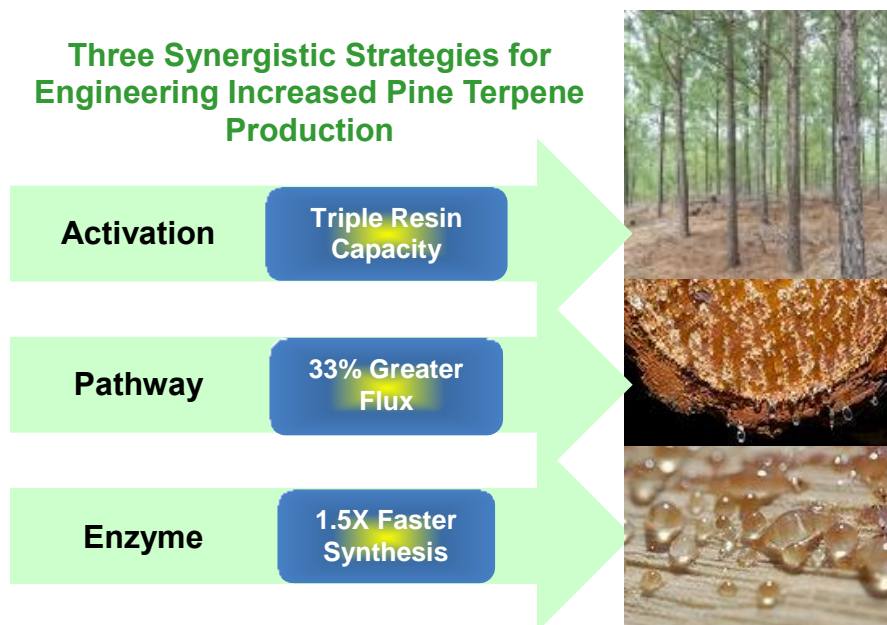 Three Synergistic Strategies for
Engineering Increased Pine Terpene
Production
Activation
Triple Resin
Capacity
Pathway
33% Greater
Flux
Enzyme
1.5X Faster
Synthesis